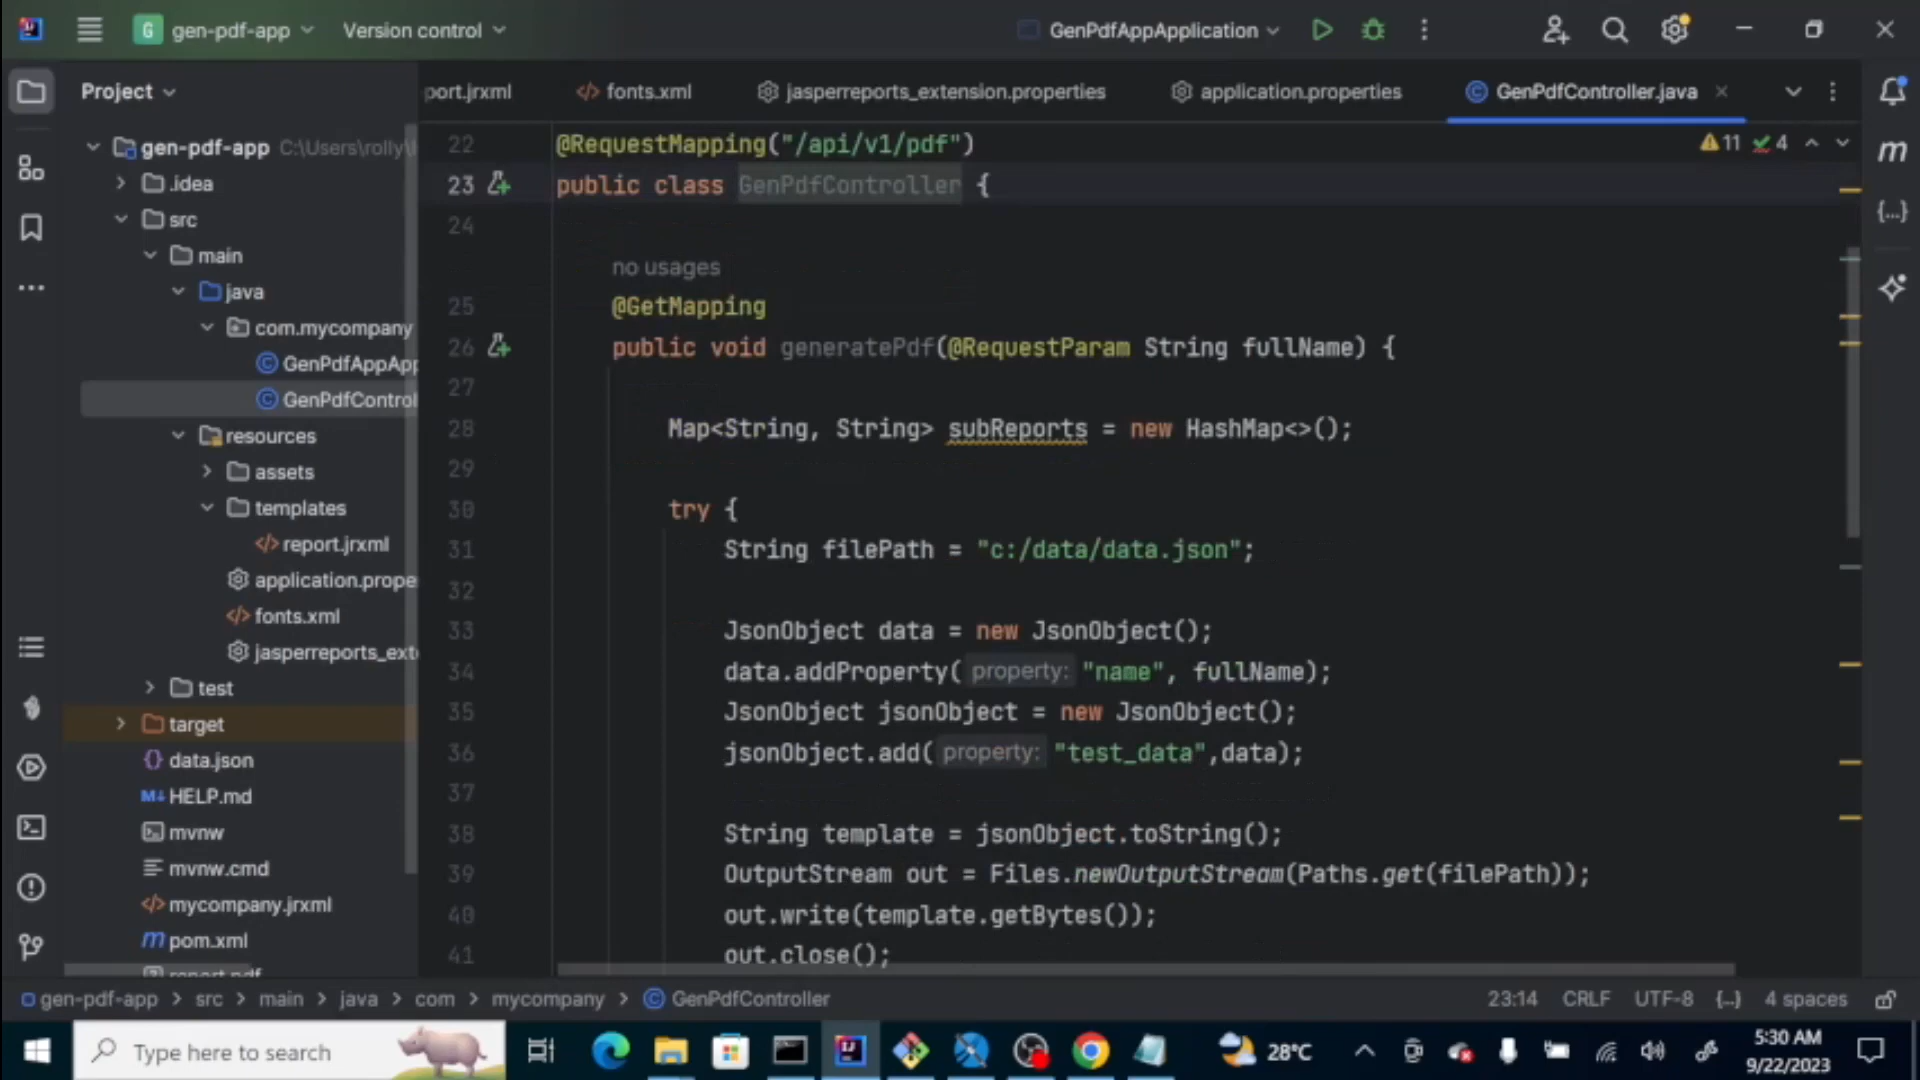 G gen-pdf-app Version control GenPdfAppApplication
Project
port.jrxml fonts.xml jasperreports_extension.properties application.properties GenPdfController.java
gen-pdf-app C:\Users\rolly\
.idea
src
main
java
com.mycompany
GenPdfAppApp
GenPdfControl
resources
assets
templates
report.jrxml
application.prope
fonts.xml
jasperreports_ext
test
target
data.json
M↓ HELP.md
mvnw
mvnw.cmd
mycompany.jrxml
m pom.xml
report.pdf
11 4
22 @RequestMapping("/api/v1/pdf")
23 public class GenPdfController {
24
no usages
25 @GetMapping
26 public void generatePdf(@RequestParam String fullName) {
27
28 Map<String, String> subReports = new HashMap<>();
29
30 try {
31 String filePath = "c:/data/data.json";
32
33 JsonObject data = new JsonObject();
34 data.addProperty( property: "name", fullName);
35 JsonObject jsonObject = new JsonObject();
36 jsonObject.add( property: "test_data",data);
37
38 String template = jsonObject.toString();
39 OutputStream out = Files.newOutputStream(Paths.get(filePath));
40 out.write(template.getBytes());
41 out.close();
m
{...}
gen-pdf-app > src > main > java > com > mycompany > GenPdfController 23:14 CRLF UTF-8 {..} 4 spaces
Type here to search 28°C 5:30 AM
9/22/2023